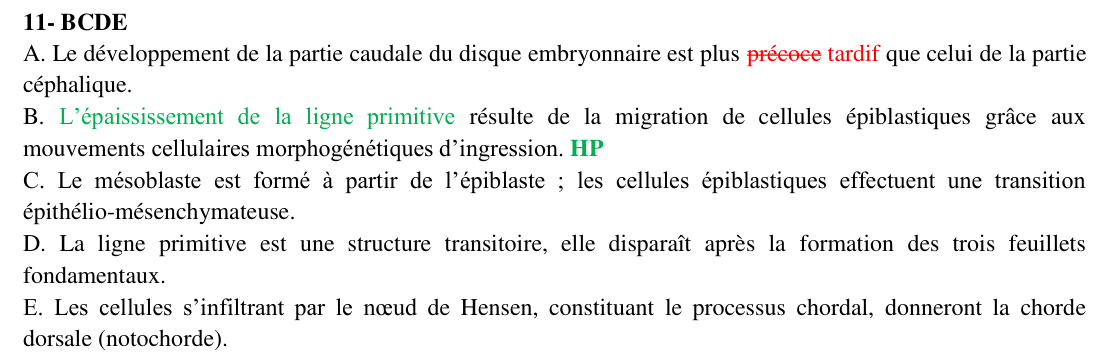 11- BCDE
A. Le développement de la partie caudale du disque embryonnaire est plus précoce tardif que celui de la partie
céphalique.
B. L’épaississement de la ligne primitive résulte de la migration de cellules épiblastiques grâce aux
mouvements cellulaires morphogénétiques d’ingression. HP
C. Le mésoblaste est formé à partir de l’épiblaste ; les cellules épiblastiques effectuent une transition
épithélio-mésenchymateuse.
D. La ligne primitive est une structure transitoire, elle disparaît après la formation des trois feuillets
fondamentaux.
E. Les cellules s’infiltrant par le nœud de Hensen, constituant le processus chordal, donneront la chorde
dorsale (notochorde).